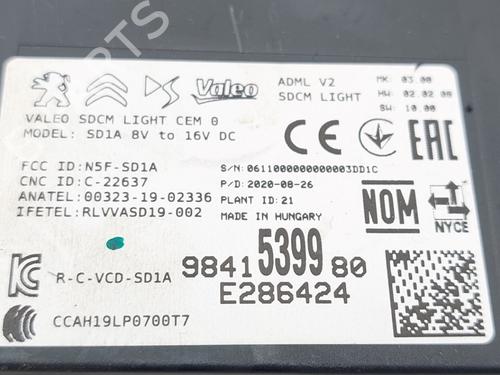 Valeo
ADML V2
SDCM LIGHT
MK: 03.00
HW: 02.02.00
SW: 10.00
VALEO SDCM LIGHT CEM 0
MODEL: SD1A 8V to 16V DC
CE
EAC
FCC ID:N5F-SD1A
CNC ID:C-22637
ANATEL:00323-19-02336
IFETEL:RLVVASD19-002
S/N:0611000000000003DD1C
P/D:2020-08-26
PLANT ID:21
MADE IN HUNGARY
NOM
NYCE
R-C-VCD-SD1A
9841539980
E286424
CCAH19LP0700T7